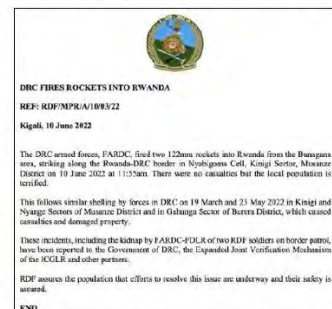 DRC FIRES ROCKETS INTO RWANDA
REF: RDF/MPR/A/10/03/22
Kigali, 10 June 2022
The DRC armed forces, FARDC, fired two 122mm rockets into Rwanda from the Bunagana
area, striking along the Rwanda-DRC border in Nyabigoma Cell, Kinigi Sector, Musanze
District on 10 June 2022 at 11:55am. There were no casualties but the local population is
terrified.
This follows similar shelling by forces in DRC on 19 March and 23 May 2022 in Kinigi and
Nyange Sectors of Musanze District and in Gahunga Sector of Burera District, which caused
casualties and damaged property.
These incidents, including the kidnap by FARDC-FDLR of two RDF soldiers on border patrol,
have been reported to the Government of DRC, the Expanded Joint Verification Mechanism
of the ICGLR and other partners.
RDF assures the population that efforts to resolve this issue are underway and their safety is
assured.
END